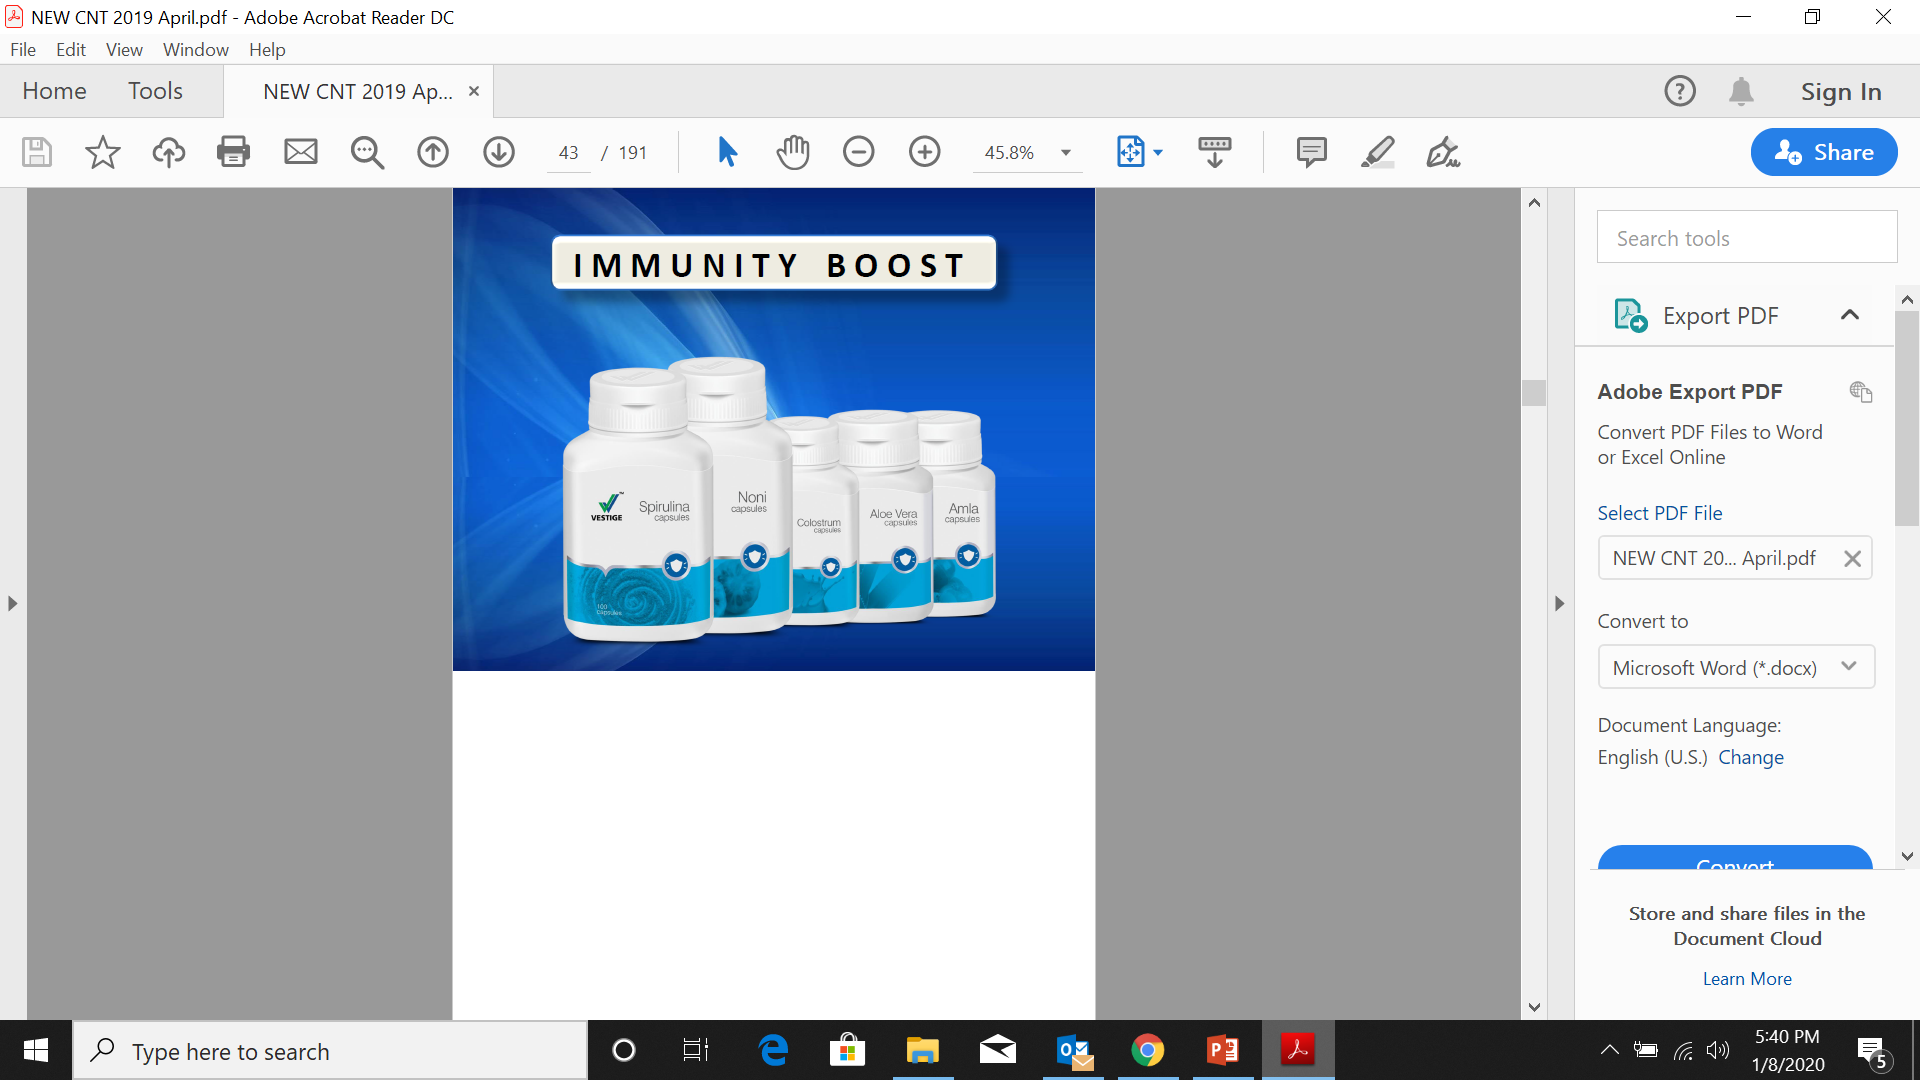 NEW CNT 2019 April.pdf - Adobe Acrobat Reader DC
File Edit View Window Help
Home Tools NEW CNT 2019 Ap... Sign In
43 / 191 45.8% Share
IMMUNITY BOOST
VESTIGE
Spirulina
capsules
100
capsules
Noni
capsules
Colostrum
capsules
Aloe Vera
capsules
Amla
capsules
Search tools
Export PDF
Adobe Export PDF
Convert PDF Files to Word
or Excel Online
Select PDF File
NEW CNT 20... April.pdf
Convert to
Microsoft Word (*.docx)
Document Language:
English (U.S.) Change
Convert
Store and share files in the
Document Cloud
Learn More
Type here to search
5:40 PM
1/8/2020
5